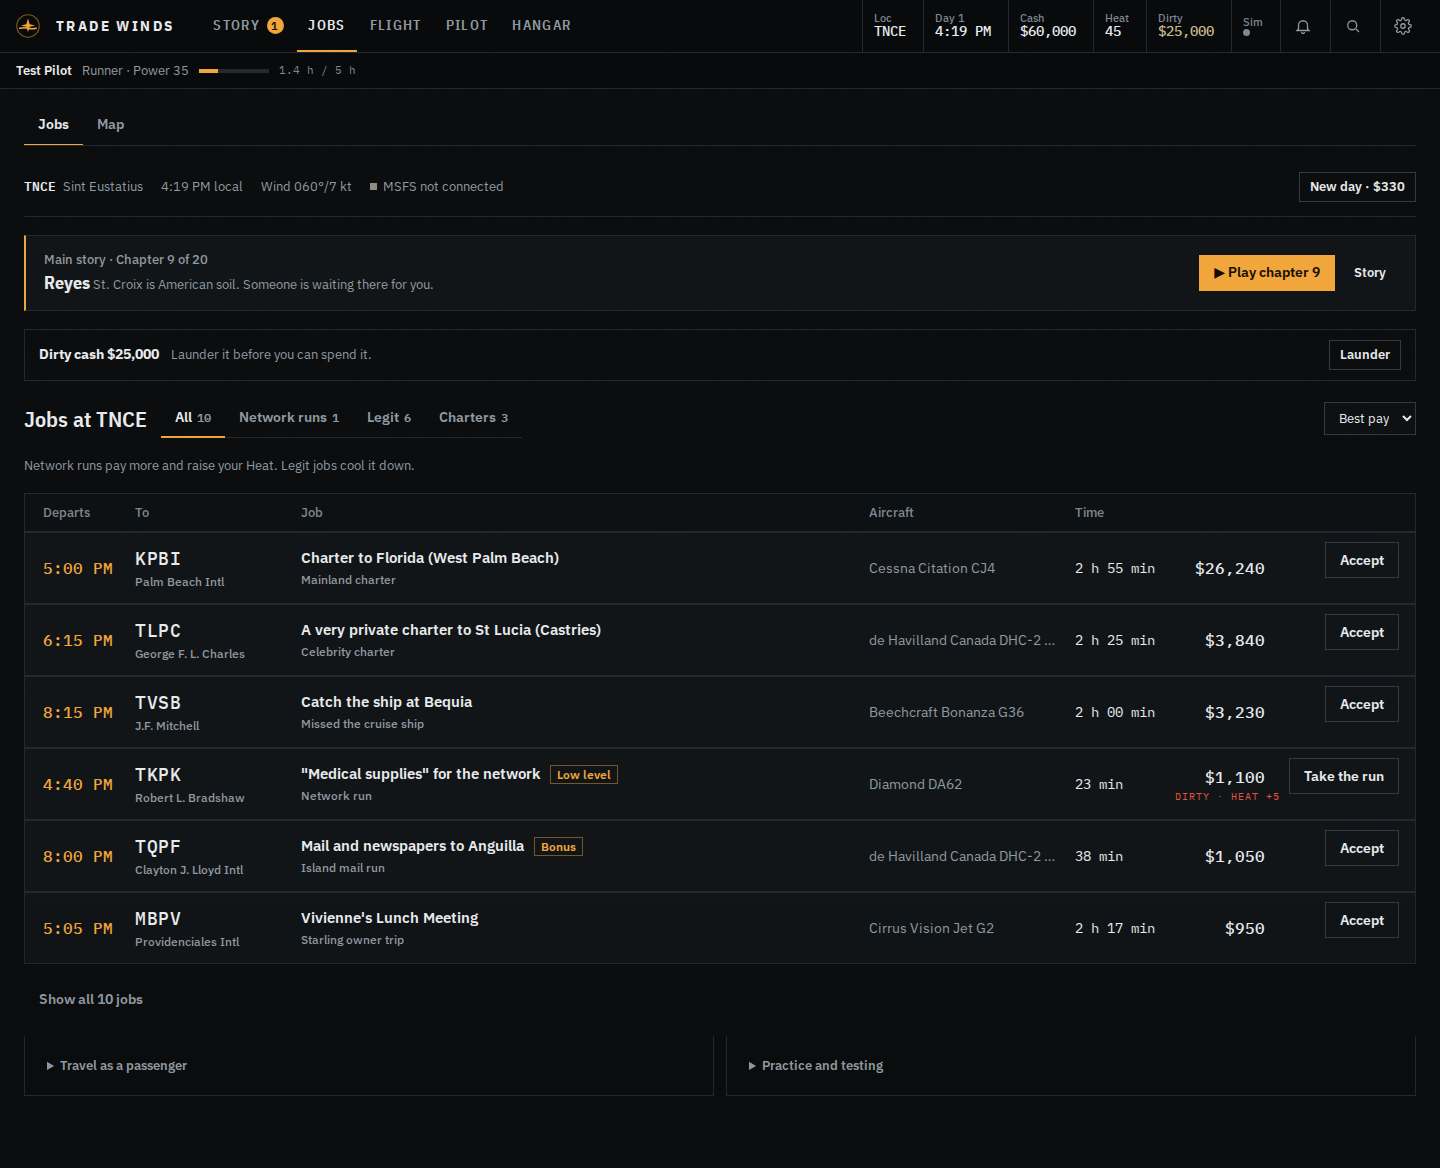 TRADE WINDS STORY 1 JOBS FLIGHT PILOT HANGAR
Loc Day 1 Cash Heat Dirty Sim
TNCE 4:19 PM $60,000 45 $25,000
Test Pilot Runner · Power 35 1.4 h / 5 h
Jobs Map
TNCE Sint Eustatius 4:19 PM local Wind 060°/7 kt MSFS not connected New day · $330
Main story · Chapter 9 of 20
Reyes St. Croix is American soil. Someone is waiting there for you. ▶ Play chapter 9 Story
Dirty cash $25,000 Launder it before you can spend it. Launder
Jobs at TNCE All 10 Network runs 1 Legit 6 Charters 3 Best pay
Network runs pay more and raise your Heat. Legit jobs cool it down.
Departs To Job Aircraft Time
5:00 PM KPBI Charter to Florida (West Palm Beach) Cessna Citation CJ4 2 h 55 min $26,240 Accept
Palm Beach Intl Mainland charter
6:15 PM TLPC A very private charter to St Lucia (Castries) de Havilland Canada DHC-2 ... 2 h 25 min $3,840 Accept
George F. L. Charles Celebrity charter
8:15 PM TVSB Catch the ship at Bequia Beechcraft Bonanza G36 2 h 00 min $3,230 Accept
J.F. Mitchell Missed the cruise ship
4:40 PM TKPK "Medical supplies" for the network Low level Diamond DA62 23 min $1,100 Take the run
Robert L. Bradshaw Network run DIRTY · HEAT +5
8:00 PM TQPF Mail and newspapers to Anguilla Bonus de Havilland Canada DHC-2 ... 38 min $1,050 Accept
Clayton J. Lloyd Intl Island mail run
5:05 PM MBPV Vivienne's Lunch Meeting Cirrus Vision Jet G2 2 h 17 min $950 Accept
Providenciales Intl Starling owner trip
Show all 10 jobs
▶ Travel as a passenger ▶ Practice and testing